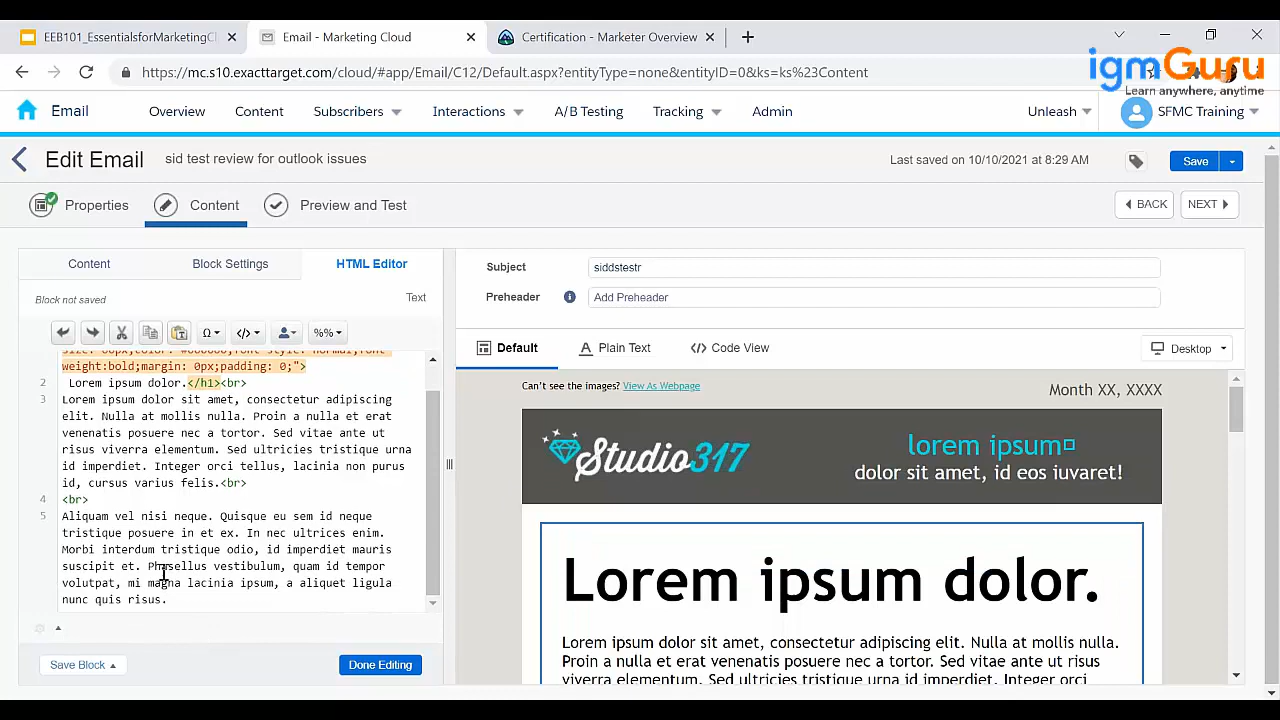 EEB101_EssentialsforMarketingCl
Email - Marketing Cloud
Certification - Marketer Overview
https://mc.s10.exacttarget.com/cloud/#app/Email/C12/Default.aspx?entityType=none&entityID=0&ks=ks%23Content
igmGuru
Learn anywhere, anytime
Email
Overview
Content
Subscribers
Interactions
A/B Testing
Tracking
Admin
Unleash
SFMC Training
Edit Email
sid test review for outlook issues
Last saved on 10/10/2021 at 8:29 AM
Save
Properties
Content
Preview and Test
BACK
NEXT
Content
Block Settings
HTML Editor
Block not saved
Text
Ω
</>
%%
weight:bold;margin: 0px;padding: 0;">
2 Lorem ipsum dolor.</h1><br>
3 Lorem ipsum dolor sit amet, consectetur adipiscing
elit. Nulla at mollis nulla. Proin a nulla et erat
venenatis posuere nec a tortor. Sed vitae ante ut
risus viverra elementum. Sed ultricies tristique urna
id imperdiet. Integer orci tellus, lacinia non purus
id, cursus varius felis.<br>
4 <br>
5 Aliquam vel nisi neque. Quisque eu sem id neque
tristique posuere in et ex. In nec ultrices enim.
Morbi interdum tristique odio, id imperdiet mauris
suscipit et. Phasellus vestibulum, quam id tempor
volutpat, mi magna lacinia ipsum, a aliquet ligula
nunc quis risus.
Save Block
Done Editing
Subject
siddstestr
Preheader
Add Preheader
Default
Plain Text
</> Code View
Desktop
Can't see the images? View As Webpage
Month XX, XXXX
Studio317
lorem ipsum
dolor sit amet, id eos iuvaret!
Lorem ipsum dolor.
Lorem ipsum dolor sit amet, consectetur adipiscing elit. Nulla at mollis nulla.
Proin a nulla et erat venenatis posuere nec a tortor. Sed vitae ante ut risus
viverra elementum. Sed ultricies tristique urna id imperdiet. Integer orci